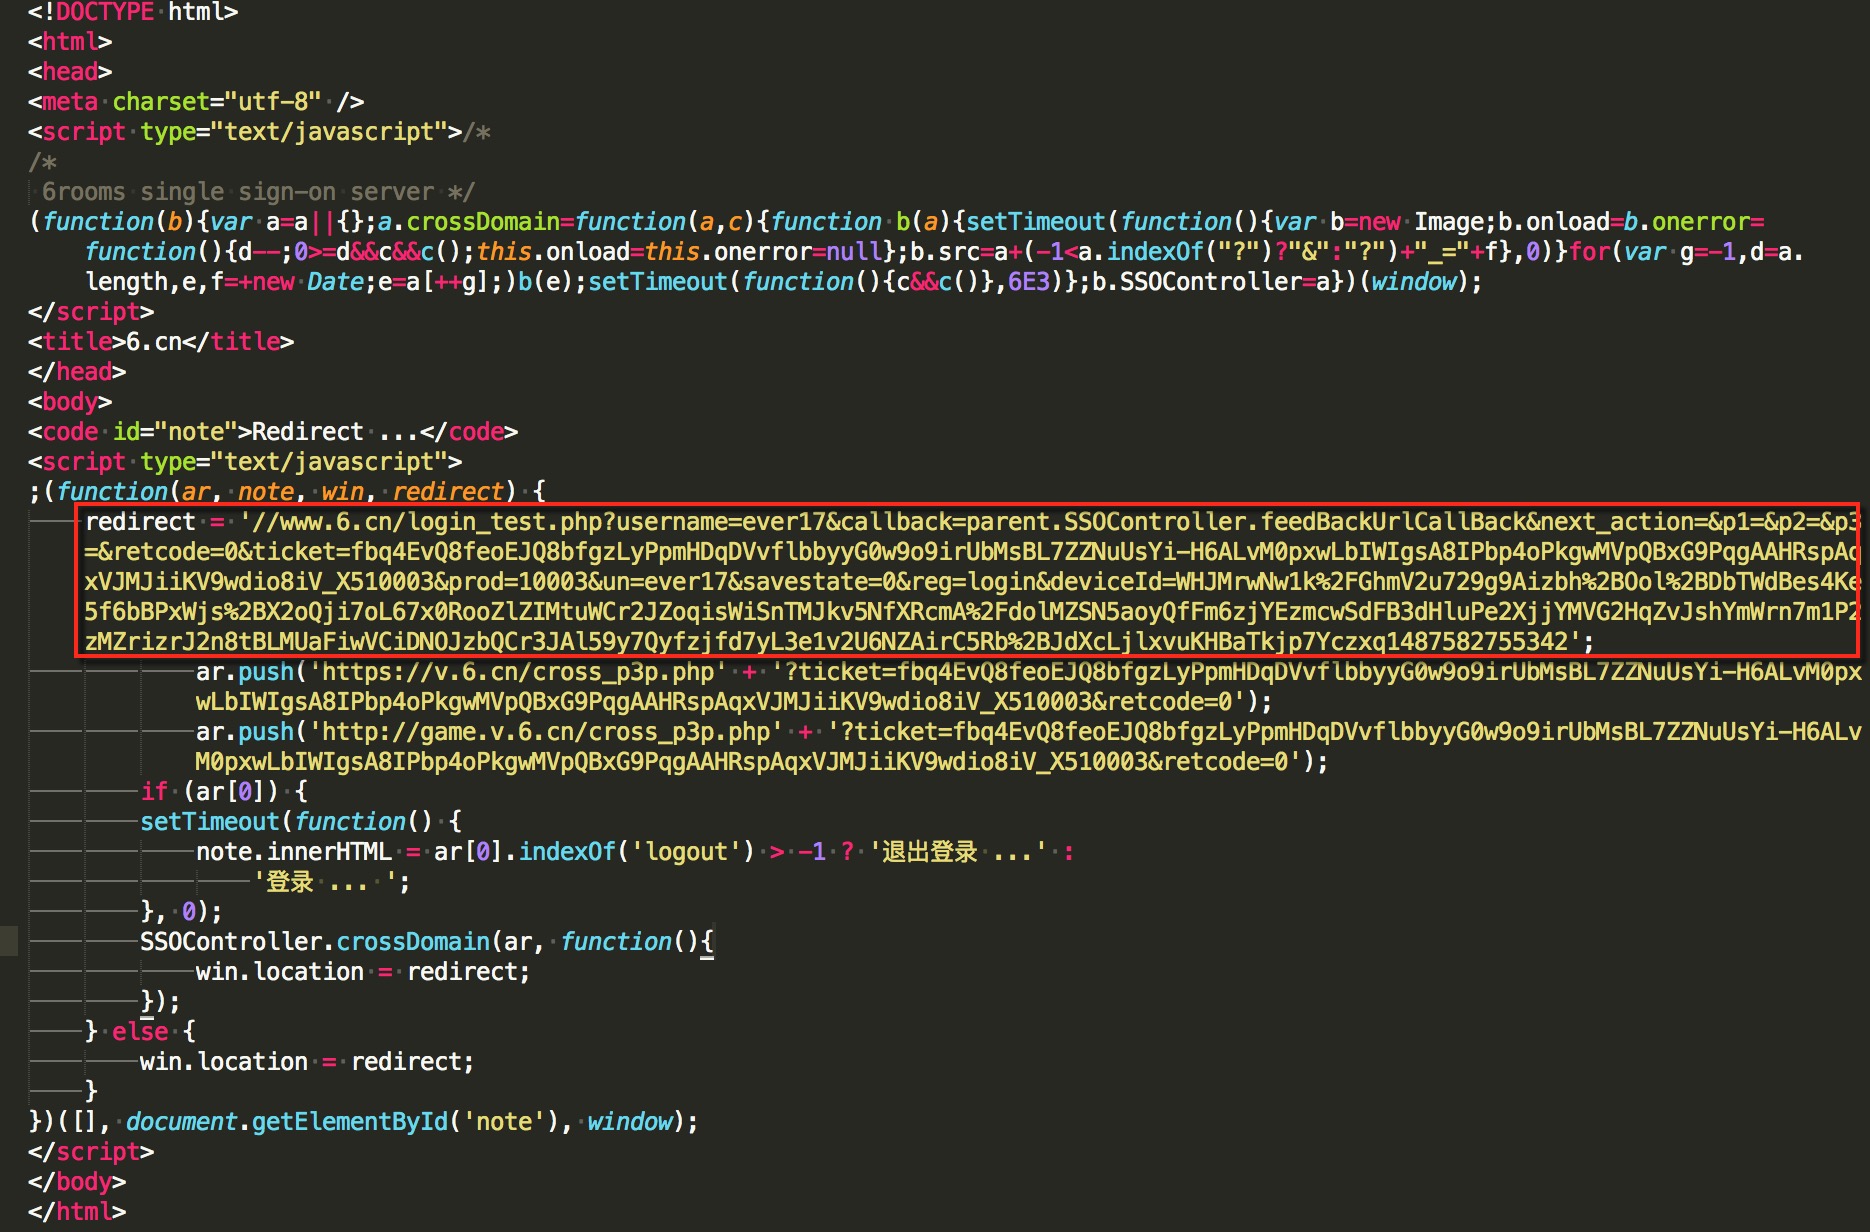 <!DOCTYPE html>
<html>
<head>
<meta charset="utf-8" />
<script type="text/javascript">/*
/*
 6rooms single sign-on server */
(function(b){var a=a||{};a.crossDomain=function(a,c){function b(a){setTimeout(function(){var b=new Image;b.onload=b.onerror=
function(){d--;0>=d&&c&&c();this.onload=this.onerror=null};b.src=a+(-1<a.indexOf("?")?"&":"?")+"_="+f},0)}for(var g=-1,d=a.
length,e,f=+new Date;e=a[++g];)b(e);setTimeout(function(){c&&c()},6E3)};b.SSOController=a})(window);
</script>
<title>6.cn</title>
</head>
<body>
<code id="note">Redirect ...</code>
<script type="text/javascript">
;(function(ar, note, win, redirect) {
redirect = '//www.6.cn/login_test.php?username=ever17&callback=parent.SSOController.feedBackUrlCallBack&next_action=&p1=&p2=&p3
=&retcode=0&ticket=fbq4EvQ8feoEJQ8bfgzLyPpmHDqDVvflbbyyG0w9o9irUbMsBL7ZZNuUsYi-H6ALvM0pxwLbIWIgsA8IPbp4oPkgwMVpQBxG9PqgAAHRspAq
xVJMJiiKV9wdio8iV_X510003&prod=10003&un=ever17&savestate=0&reg=login&deviceId=WHJMrwNw1k%2FGhmV2u729g9Aizbh%2BOol%2BDbTWdBes4Ke
5f6bBPxWjs%2BX2oQji7oL67x0RooZlZIMtuWCr2JZoqisWiSnTMJkv5NfXRcmA%2FdolMZSN5aoyQfFm6zjYEzmcwSdFB3dHluPe2XjjYMVG2HqZvJshYmWrn7m1P2
zMZrizrJ2n8tBLMUaFiwVCiDNOJzbQCr3JAl59y7Qyfzjfd7yL3e1v2U6NZAirC5Rb%2BJdXcLjlxvuKHBaTkjp7Yczxq1487582755342';
ar.push('https://v.6.cn/cross_p3p.php' + '?ticket=fbq4EvQ8feoEJQ8bfgzLyPpmHDqDVvflbbyyG0w9o9irUbMsBL7ZZNuUsYi-H6ALvM0px
wLbIWIgsA8IPbp4oPkgwMVpQBxG9PqgAAHRspAqxVJMJiiKV9wdio8iV_X510003&retcode=0');
ar.push('http://game.v.6.cn/cross_p3p.php' + '?ticket=fbq4EvQ8feoEJQ8bfgzLyPpmHDqDVvflbbyyG0w9o9irUbMsBL7ZZNuUsYi-H6ALv
M0pxwLbIWIgsA8IPbp4oPkgwMVpQBxG9PqgAAHRspAqxVJMJiiKV9wdio8iV_X510003&retcode=0');
if (ar[0]) {
setTimeout(function() {
note.innerHTML = ar[0].indexOf('logout') > -1 ? '退出登录 ...' :
'登录 ... ';
}, 0);
SSOController.crossDomain(ar, function(){
win.location = redirect;
});
} else {
win.location = redirect;
}
})([], document.getElementById('note'), window);
</script>
</body>
</html>